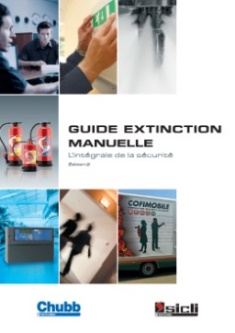 GUIDE EXTINCTION
MANUELLE
L'intégrale de la sécurité
COFIMOBILE
Chubb
sicli